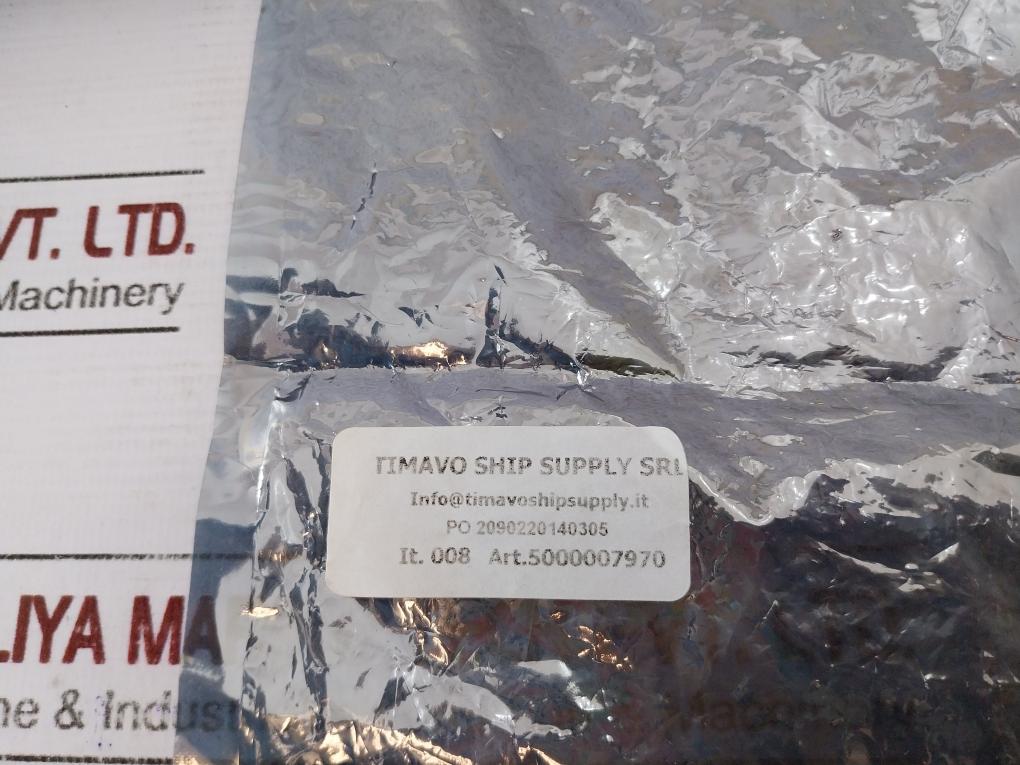 VT. LTD.
Machinery
TIMAVO SHIP SUPPLY SRL
Info@timavoshipsupply.it
PO 2090220140305
It. 008 Art.5000007970
LIYA MA
ne & Indust